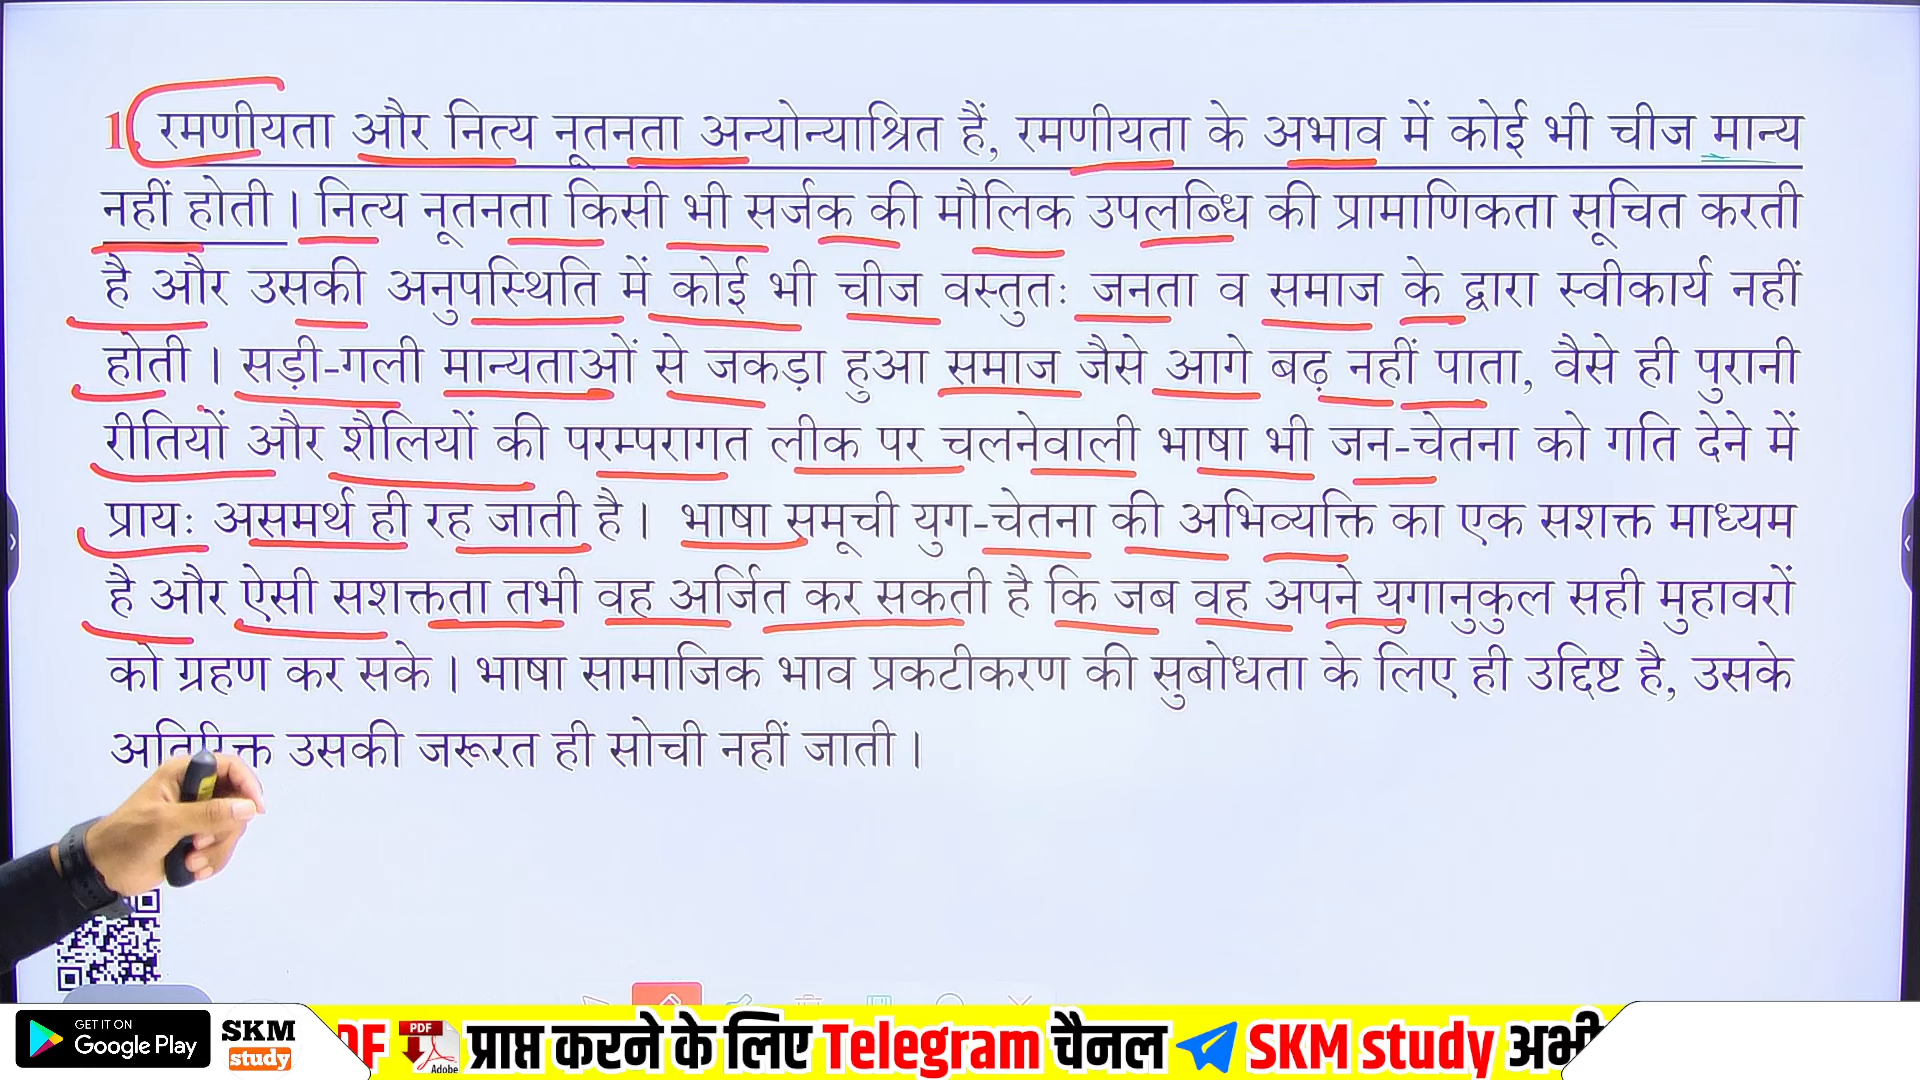 1. रमणीयता और नित्य नूतनता अन्योन्याश्रित हैं, रमणीयता के अभाव में कोई भी चीज मान्य
नहीं होती। नित्य नूतनता किसी भी सर्जक की मौलिक उपलब्धि की प्रामाणिकता सूचित करती
है और उसकी अनुपस्थिति में कोई भी चीज वस्तुतः जनता व समाज के द्वारा स्वीकार्य नहीं
होती। सड़ी-गली मान्यताओं से जकड़ा हुआ समाज जैसे आगे बढ़ नहीं पाता, वैसे ही पुरानी
रीतियों और शैलियों की परम्परागत लीक पर चलनेवाली भाषा भी जन-चेतना को गति देने में
प्रायः असमर्थ ही रह जाती है। भाषा समूची युग-चेतना की अभिव्यक्ति का एक सशक्त माध्यम
है और ऐसी सशक्तता तभी वह अर्जित कर सकती है कि जब वह अपने युगानुकुल सही मुहावरों
को ग्रहण कर सके। भाषा सामाजिक भाव प्रकटीकरण की सुबोधता के लिए ही उद्दिष्ट है, उसके
अतिरिक्त उसकी जरूरत ही सोची नहीं जाती।
GET IT ON
Google Play
SKM
study
DF PDF Adobe प्राप्त करने के लिए Telegram चैनल SKM study अभी